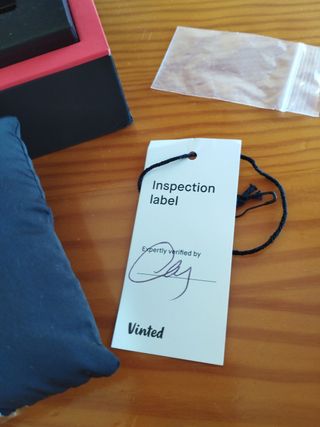 Inspection
label
Expertly verified by
Vinted